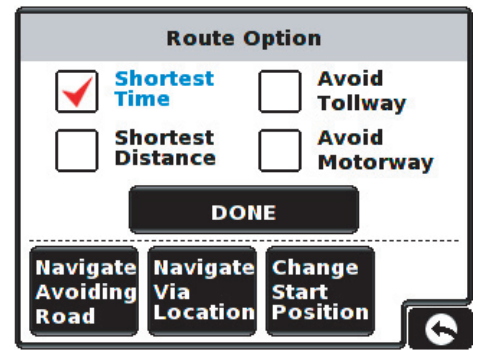 Route Option
Shortest
Time
Avoid
Tollway
Shortest
Distance
Avoid
Motorway
DONE
Navigate
Avoiding
Road
Navigate
Via
Location
Change
Start
Position